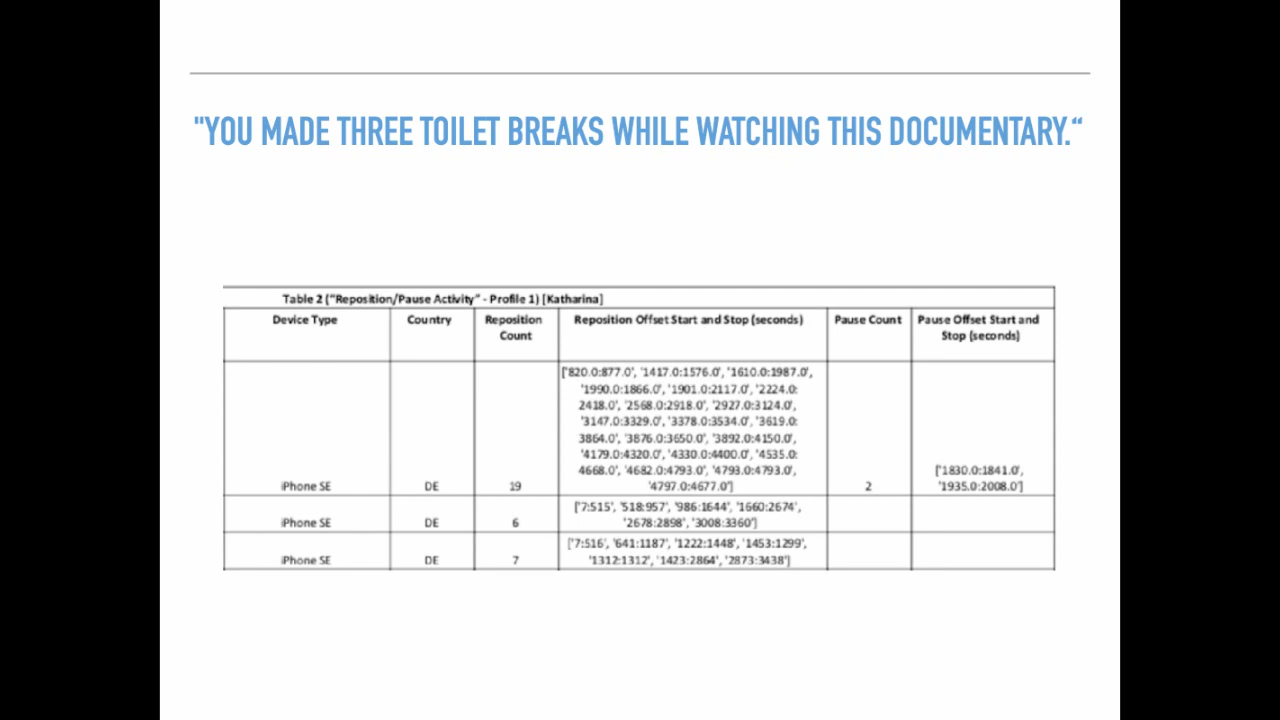 "YOU MADE THREE TOILET BREAKS WHILE WATCHING THIS DOCUMENTARY.“
Table 2 (“Reposition/Pause Activity” - Profile 1) [Katharina]
Device Type
Country
Reposition
Count
Reposition Offset Start and Stop (seconds)
Pause Count
Pause Offset Start and
Stop (seconds)
iPhone SE
DE
19
['820.0:877.0', '1417.0:1576.0', '1610.0:1987.0',
'1990.0:1866.0', '1901.0:2117.0', '2224.0:
2418.0', '2568.0:2918.0', '2927.0:3124.0',
'3147.0:3329.0', '3378.0:3534.0', '3619.0:
3864.0', '3876.0:3650.0', '3892.0:4150.0',
'4179.0:4320.0', '4330.0:4400.0', '4535.0:
4668.0', '4682.0:4793.0', '4793.0:4793.0',
'4797.0:4677.0']
2
['1830.0:1841.0',
'1935.0:2008.0']
iPhone SE
DE
6
['7:515', '518:957', '986:1644', '1660:2674',
'2678:2898', '3008:3360']
iPhone SE
DE
7
['7:516', '641:1187', '1222:1448', '1453:1299',
'1312:1312', '1423:2864', '2873:3438']